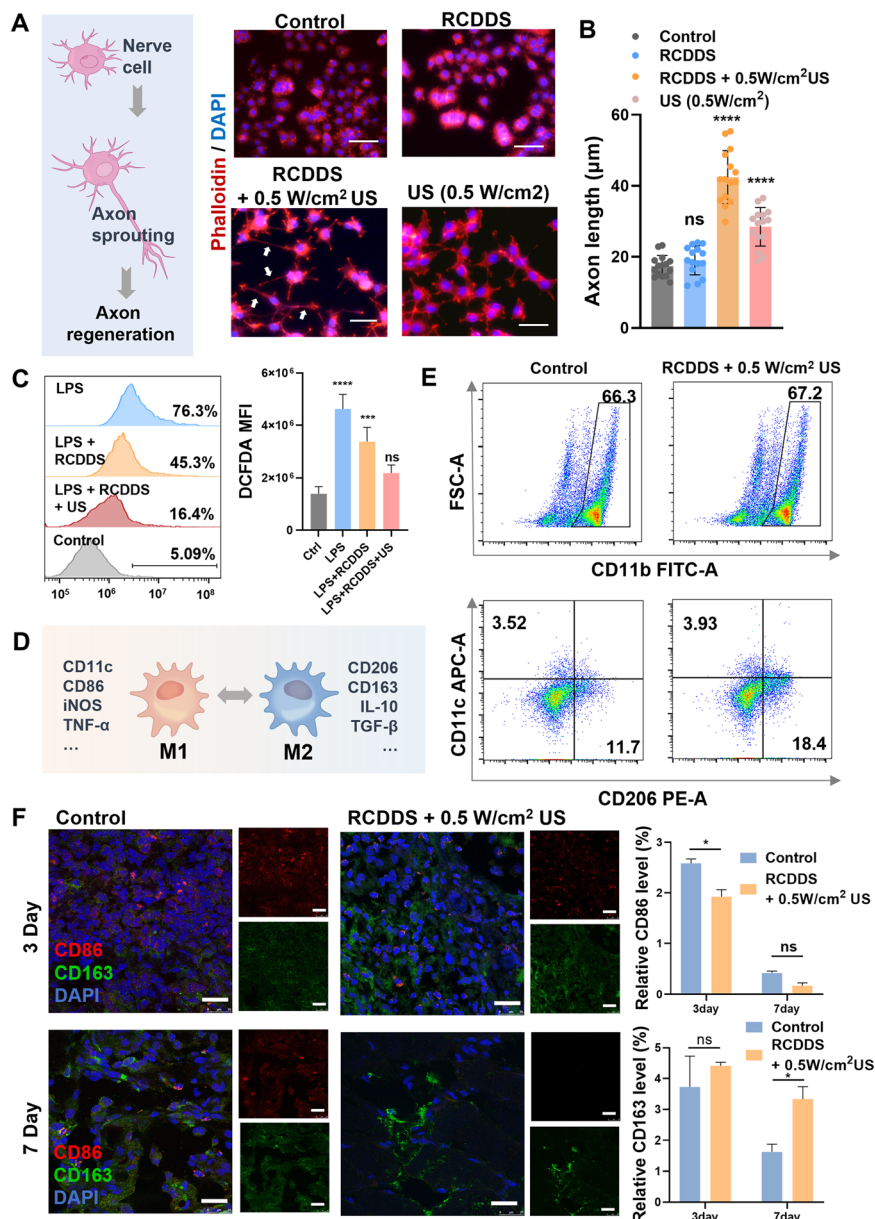 A
Nerve
cell
Axon
sprouting
Axon
regeneration
Phalloidin / DAPI
Control
RCDDS
RCDDS
+ 0.5 W/cm² US
US (0.5 W/cm2)
B
Control
RCDDS
RCDDS + 0.5W/cm²US
US (0.5W/cm²)
Axon length (μm)
60
40
20
0
ns
****
****
C
LPS
76.3%
LPS +
RCDDS
45.3%
LPS + RCDDS
+ US
16.4%
Control
5.09%
10⁵
10⁶
10⁷
10⁸
DCFDA MFI
6×10⁶
4×10⁶
2×10⁶
0
****
***
ns
Ctrl
LPS
LPS+RCDDS
LPS+RCDDS+US
D
CD11c
CD86
iNOS
TNF-α
...
M1
M2
CD206
CD163
IL-10
TGF-β
...
E
Control
RCDDS + 0.5 W/cm² US
66.3
67.2
FSC-A
CD11b FITC-A
3.52
11.7
3.93
18.4
CD11c APC-A
CD206 PE-A
F
Control
RCDDS + 0.5 W/cm² US
3 Day
CD86
CD163
DAPI
7 Day
CD86
CD163
DAPI
Relative CD86 level (%)
3
2
1
0
*
ns
Control
RCDDS
+ 0.5W/cm² US
3day
7day
Relative CD163 level (%)
6
5
4
3
2
1
0
ns
*
Control
RCDDS
+ 0.5W/cm²US
3day
7day